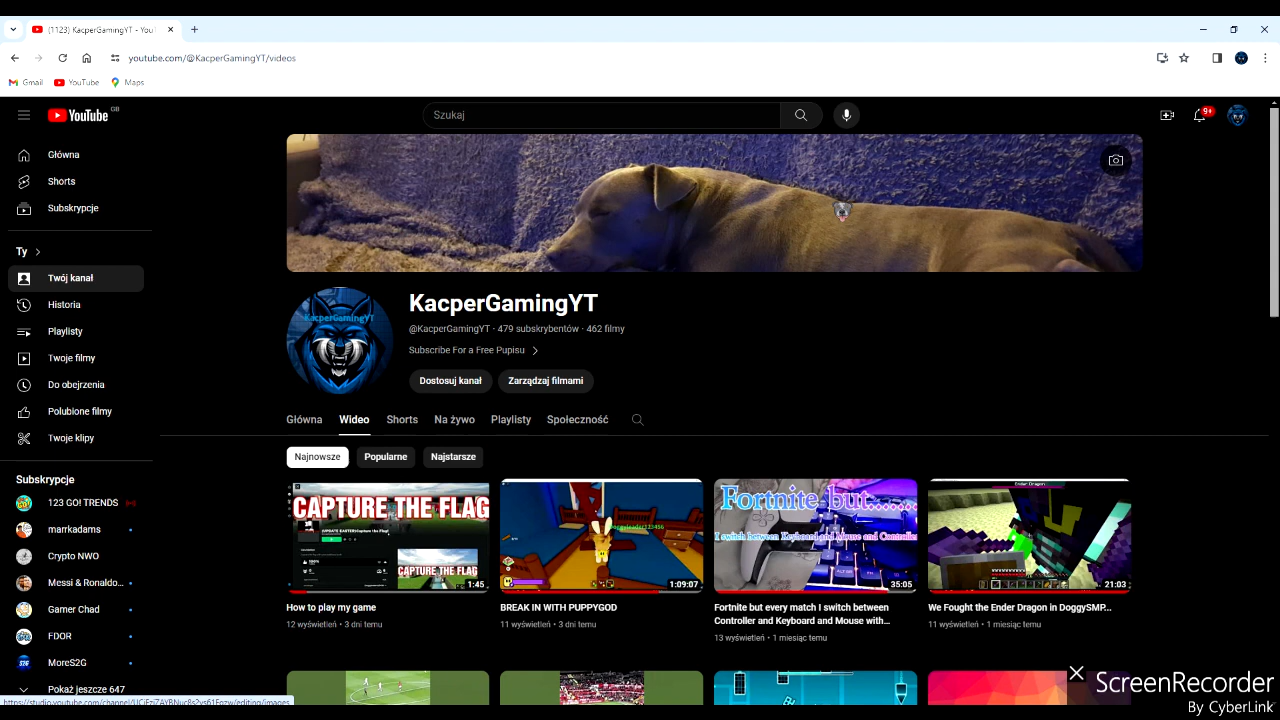 (1123) KacperGamingYT - YouT
youtube.com/@KacperGamingYT/videos
Gmail YouTube Maps
YouTube GB
Szukaj
9+
Główna
Shorts
Subskrypcje
Ty
Twój kanał
Historia
Playlisty
Twoje filmy
Do obejrzenia
Polubione filmy
Twoje klipy
Subskrypcje
123 GO! TRENDS
marrkadams
Crypto NWO
Messi & Ronaldo...
Gamer Chad
FDOR
MoreS2G
Pokaż jeszcze 647
KacperGamingYT
KacperGamingYT
@KacperGamingYT · 479 subskrybentów · 462 filmy
Subscribe For a Free Pupisu
Dostosuj kanał Zarządzaj filmami
Główna Wideo Shorts Na żywo Playlisty Społeczność
Najnowsze Popularne Najstarsze
CAPTURE THE FLAG
CAPTURE THE FLAG
1:45
How to play my game
12 wyświetleń · 3 dni temu
1:09:07
BREAK IN WITH PUPPYGOD
11 wyświetleń · 3 dni temu
Fortnite but......
I switch between Keyboard and Mouse and Controller
35:05
Fortnite but every match I switch between
Controller and Keyboard and Mouse with...
13 wyświetleń · 1 miesiąc temu
Ender Dragon
21:03
We Fought the Ender Dragon in DoggySMP...
11 wyświetleń · 1 miesiąc temu
ScreenRecorder
By CyberLink